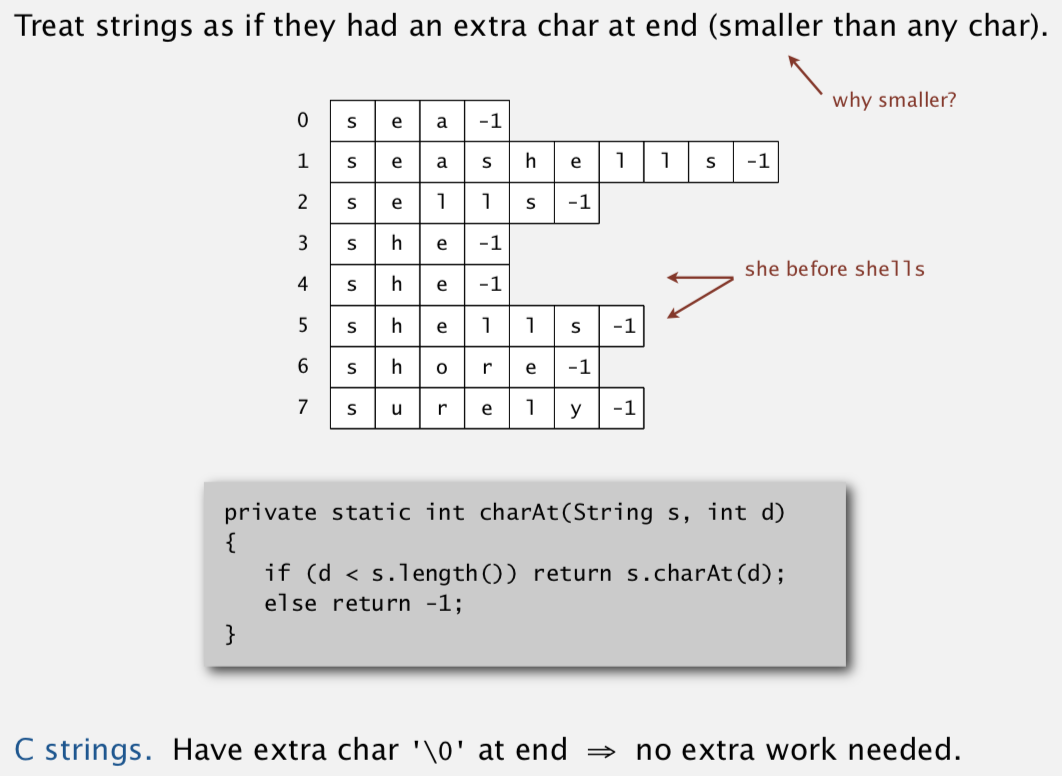 Treat strings as if they had an extra char at end (smaller than any char).
why smaller?
0 s e a -1
1 s e a s h e l l s -1
2 s e l l s -1
3 s h e -1
4 s h e -1
she before shells
5 s h e l l s -1
6 s h o r e -1
7 s u r e l y -1
private static int charAt(String s, int d)
{
if (d < s.length()) return s.charAt(d);
else return -1;
}
C strings. Have extra char '\0' at end ⇒ no extra work needed.